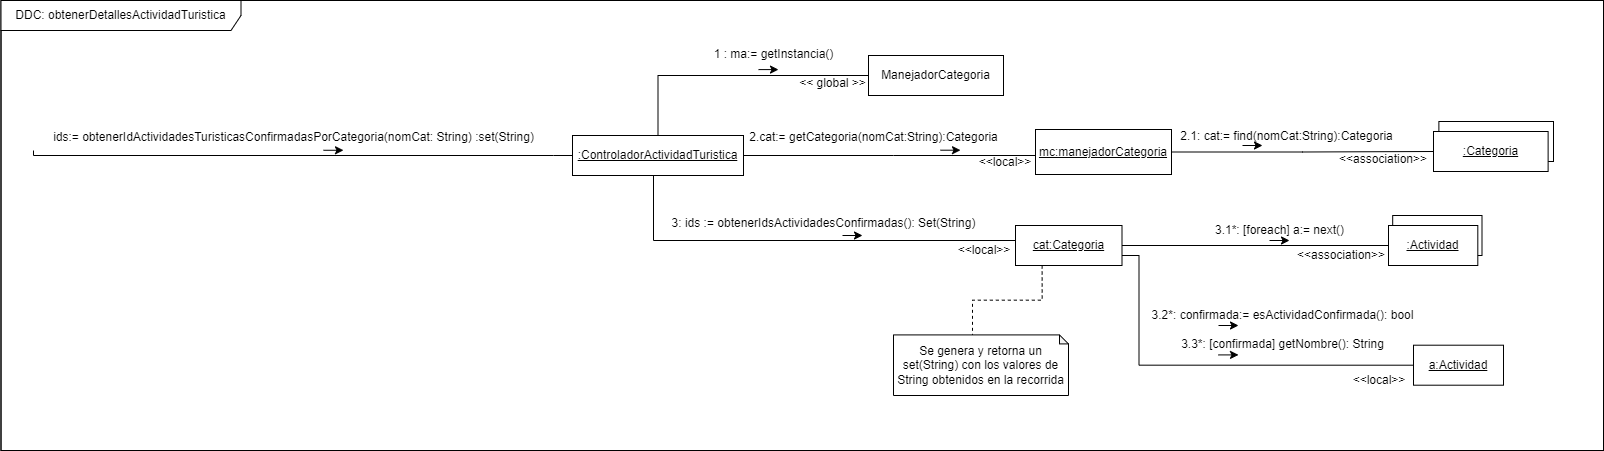 DDC: obtenerDetallesActividadTuristica
1 : ma:= getInstancia()
<< global >>
ManejadorCategoria
ids:= obtenerIdActividadesTuristicasConfirmadasPorCategoria(nomCat: String) :set(String)
:ControladorActividadTuristica
2.cat:= getCategoria(nomCat:String):Categoria
<<local>>
mc:manejadorCategoria
2.1: cat:= find(nomCat:String):Categoria
<<association>>
:Categoria
3: ids := obtenerIdsActividadesConfirmadas(): Set(String)
<<local>>
cat:Categoria
3.1*: [foreach] a:= next()
<<association>>
:Actividad
3.2*: confirmada:= esActividadConfirmada(): bool
3.3*: [confirmada] getNombre(): String
<<local>>
a:Actividad
Se genera y retorna un
set(String) con los valores de
String obtenidos en la recorrida